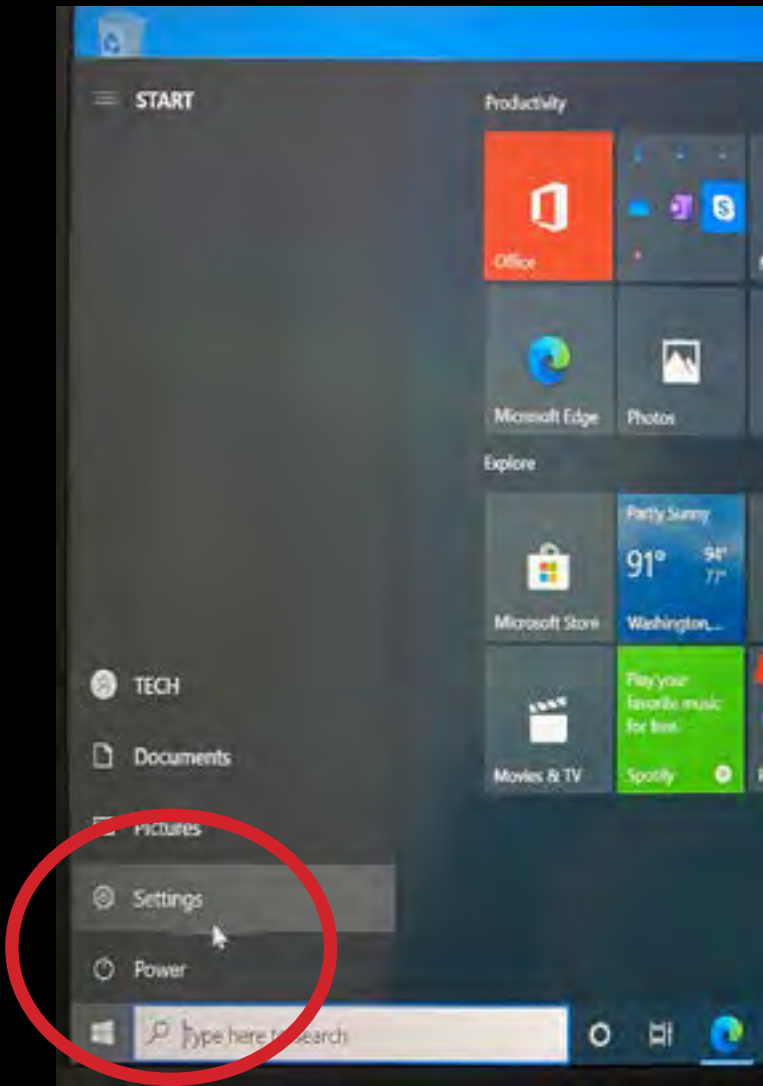 START
Productivity
Office
Microsoft Edge
Photos
Explore
Partly Sunny
91°
94°
77°
Microsoft Store
Washington,...
Play your
favorite music
for free.
Movies & TV
Spotify
TECH
Documents
Pictures
Settings
Power
Type here to search